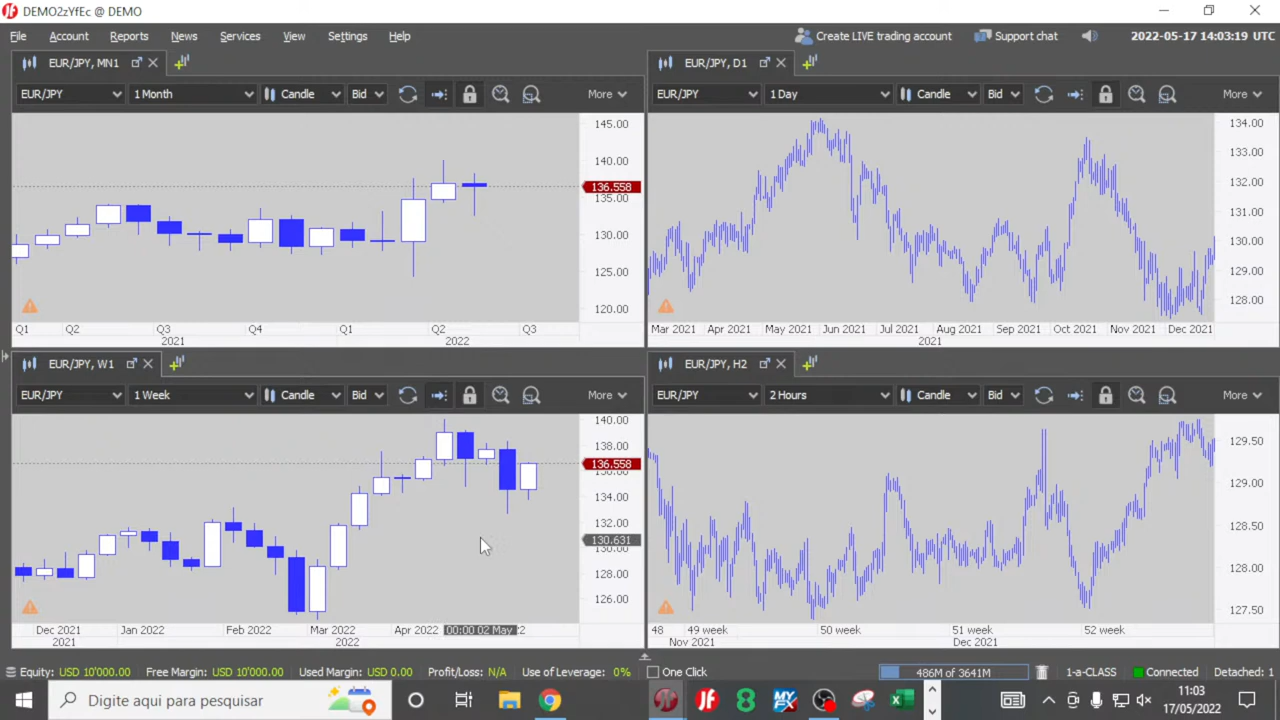 DEMO2zYfEc @ DEMO
File Account Reports News Services View Settings Help Create LIVE trading account Support chat 2022-05-17 14:03:19 UTC
EUR/JPY, MN1
EUR/JPY 1 Month Candle Bid More
145.00
140.00
136.558
135.00
130.00
125.00
120.00
Q1 Q2 Q3 Q4 Q1 Q2 Q3
2021 2022
EUR/JPY, D1
EUR/JPY 1 Day Candle Bid More
134.00
133.00
132.00
131.00
130.00
129.00
128.00
Mar 2021 Apr 2021 May 2021 Jun 2021 Jul 2021 Aug 2021 Sep 2021 Oct 2021 Nov 2021 Dec 2021
2021
EUR/JPY, W1
EUR/JPY 1 Week Candle Bid More
140.00
138.00
136.558
136.00
134.00
132.00
130.631
130.00
128.00
126.00
Dec 2021 Jan 2022 Feb 2022 Mar 2022 Apr 2022 00:00 02 May 2
2021 2022
EUR/JPY, H2
EUR/JPY 2 Hours Candle Bid More
129.50
129.00
128.50
128.00
127.50
48 49 week 50 week 51 week 52 week
Nov 2021 Dec 2021
Equity: USD 10'000.00 Free Margin: USD 10'000.00 Used Margin: USD 0.00 Profit/Loss: N/A Use of Leverage: 0% One Click 486M of 3641M 1-a-CLASS Connected Detached: 1
Digite aqui para pesquisar
11:03
17/05/2022